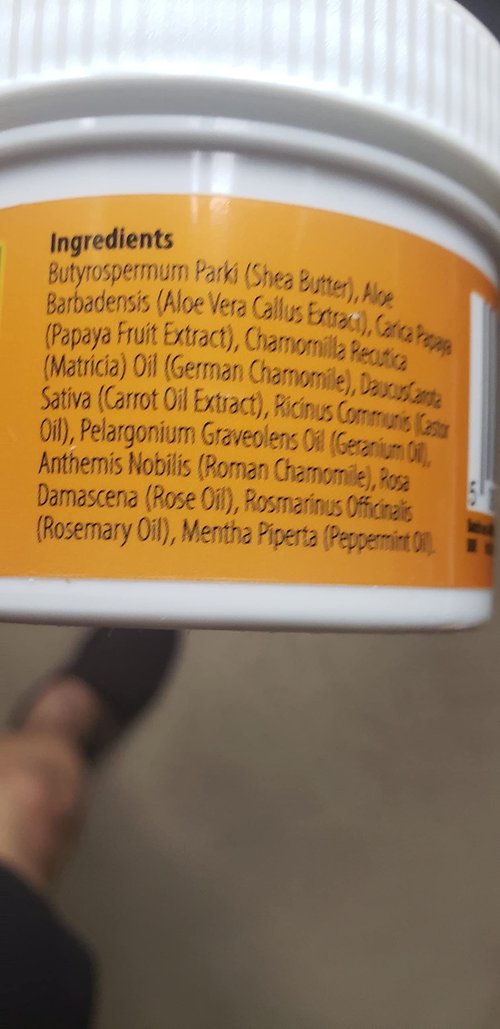 Ingredients
Butyrospermum Parki (Shea Butter), Aloe
Barbadensis (Aloe Vera Callus Extract), Carica Papaya
(Papaya Fruit Extract), Chamomilla Recutica
(Matricia) Oil (German Chamomile), DaucusCarota
Sativa (Carrot Oil Extract), Ricinus Communis (Castor
Oil), Pelargonium Graveolens Oil (Geranium Oil),
Anthemis Nobilis (Roman Chamomile), Rosa
Damascena (Rose Oil), Rosmarinus Officinalis
(Rosemary Oil), Mentha Piperta (Peppermint Oil).
5